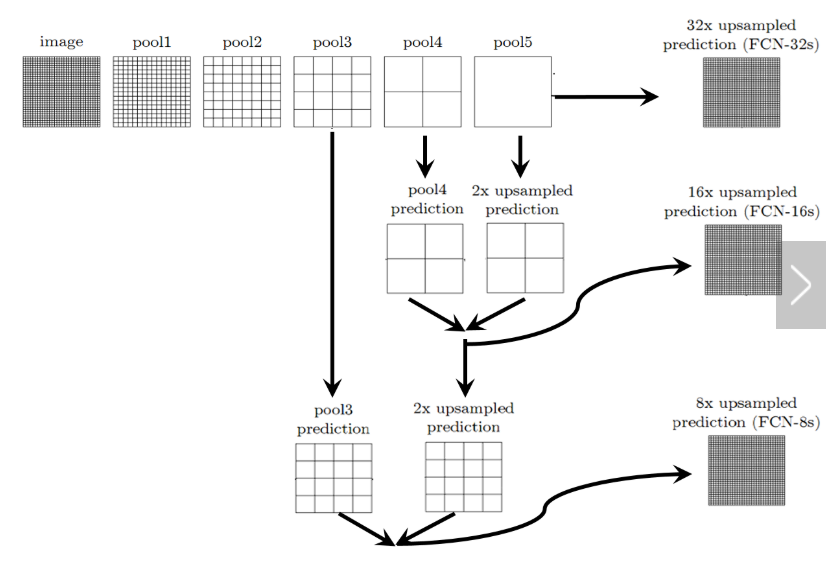 image
pool1
pool2
pool3
pool4
pool5
32x upsampled
prediction (FCN-32s)
pool4
prediction
2x upsampled
prediction
16x upsampled
prediction (FCN-16s)
pool3
prediction
2x upsampled
prediction
8x upsampled
prediction (FCN-8s)